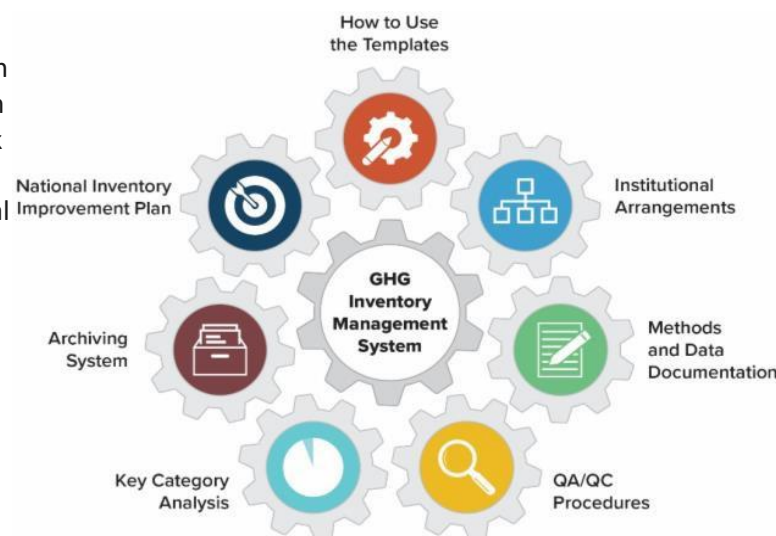 How to Use
the Templates
Institutional
Arrangements
Methods
and Data
Documentation
QA/QC
Procedures
Key Category
Analysis
Archiving
System
National Inventory
Improvement Plan
GHG
Inventory
Management
System